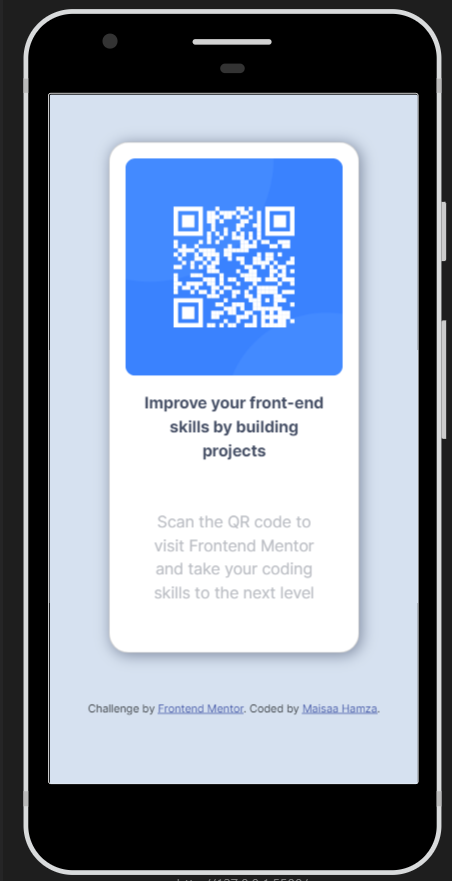 Improve your front-end
skills by building
projects
Scan the QR code to
visit Frontend Mentor
and take your coding
skills to the next level
Challenge by Frontend Mentor. Coded by Maisaa Hamza.